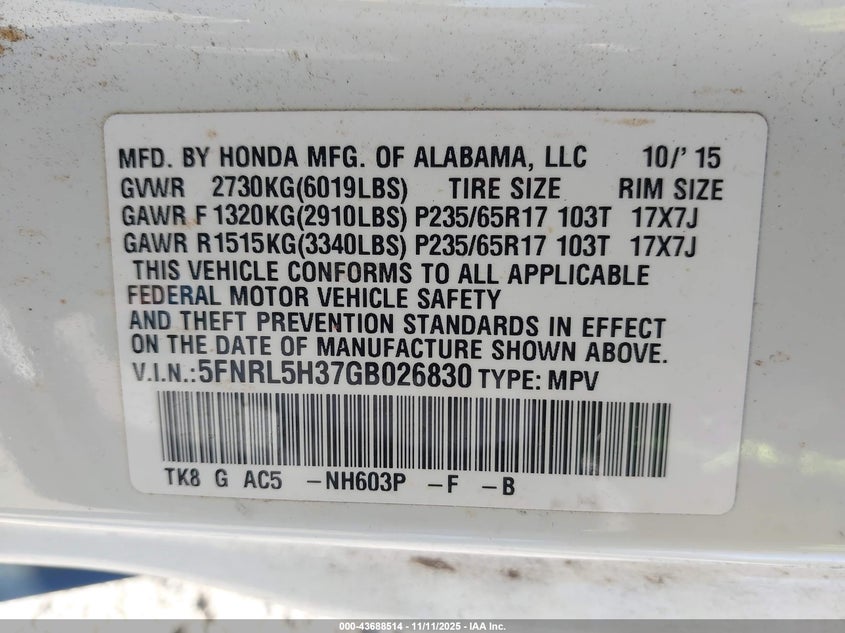 MFD. BY HONDA MFG. OF ALABAMA, LLC 10/' 15
GVWR 2730KG(6019LBS) TIRE SIZE RIM SIZE
GAWR F 1320KG(2910LBS) P235/65R17 103T 17X7J
GAWR R1515KG(3340LBS) P235/65R17 103T 17X7J
THIS VEHICLE CONFORMS TO ALL APPLICABLE
FEDERAL MOTOR VEHICLE SAFETY
AND THEFT PREVENTION STANDARDS IN EFFECT
ON THE DATE OF MANUFACTURE SHOWN ABOVE.
V.I.N.: 5FNRL5H37GB026830 TYPE: MPV
TK8 G AC5 -NH603P -F -B
000-43688514 - 11/11/2025 - IAA Inc.